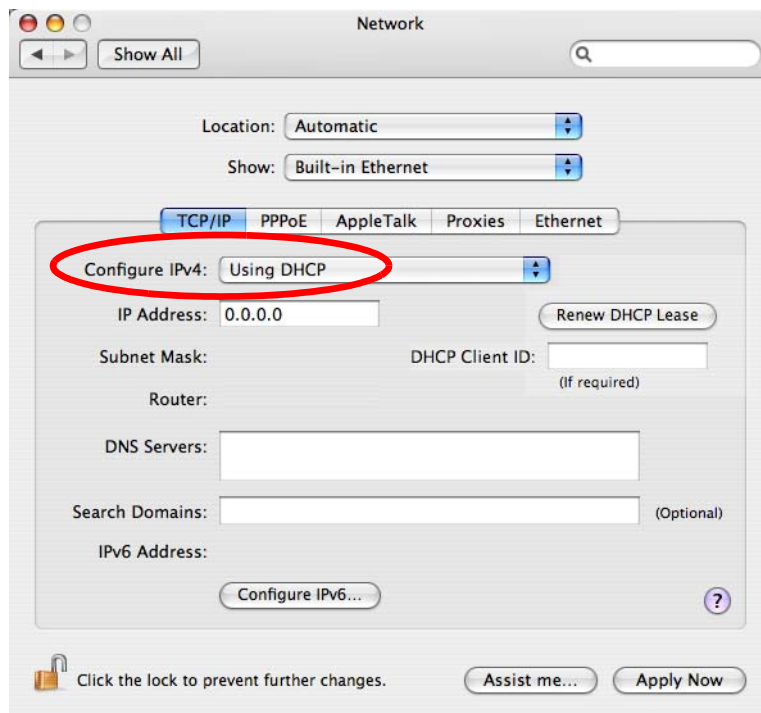 Network
Show All
Location: Automatic
Show: Built-in Ethernet
TCP/IP PPPoE AppleTalk Proxies Ethernet
Configure IPv4: Using DHCP
IP Address: 0.0.0.0 Renew DHCP Lease
Subnet Mask: DHCP Client ID:
(If required)
Router:
DNS Servers:
Search Domains: (Optional)
IPv6 Address:
Configure IPv6...
?
Click the lock to prevent further changes. Assist me... Apply Now